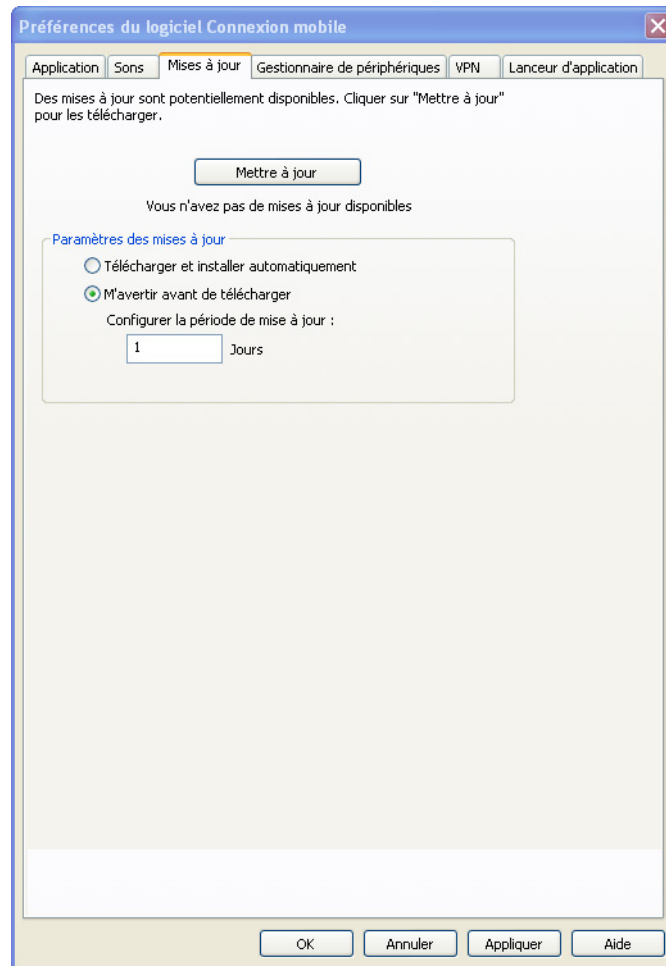 Préférences du logiciel Connexion mobile
Application Sons Mises à jour Gestionnaire de périphériques VPN Lanceur d'application
Des mises à jour sont potentiellement disponibles. Cliquer sur "Mettre à jour"
pour les télécharger.
Mettre à jour
Vous n'avez pas de mises à jour disponibles
Paramètres des mises à jour
Télécharger et installer automatiquement
M'avertir avant de télécharger
Configurer la période de mise à jour :
1 Jours
OK Annuler Appliquer Aide